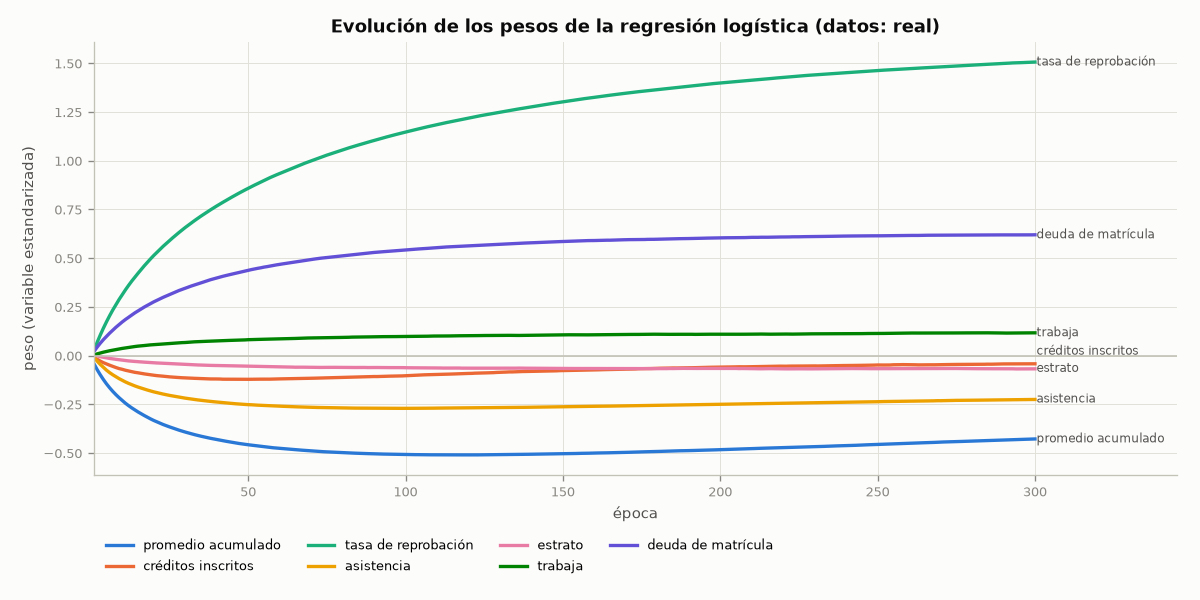 Evolución de los pesos de la regresión logística (datos: real)
peso (variable estandarizada)
1.50
1.25
1.00
0.75
0.50
0.25
0.00
−0.25
−0.50
tasa de reprobación
deuda de matrícula
trabaja
créditos inscritos
estrato
asistencia
promedio acumulado
50 100 150 200 250 300
época
promedio acumulado tasa de reprobación estrato deuda de matrícula
créditos inscritos asistencia trabaja